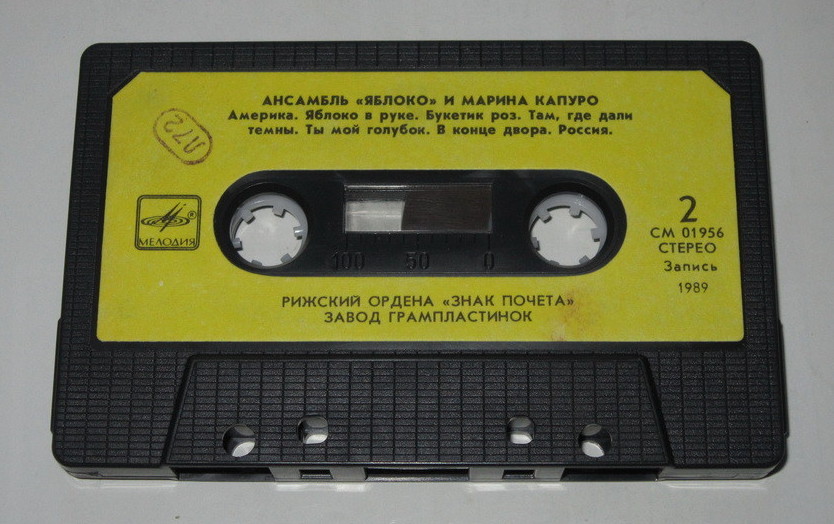 АНСАМБЛЬ «ЯБЛОКО» И МАРИНА КАПУРО
Америка. Яблоко в руке. Букетик роз. Там, где дали
темны. Ты мой голубок. В конце двора. Россия.
Л72
МЕЛОДИЯ
®
2
СМ 01956
СТЕРЕО
Запись
1989
100 50 0
РИЖСКИЙ ОРДЕНА «ЗНАК ПОЧЕТА»
ЗАВОД ГРАМПЛАСТИНОК